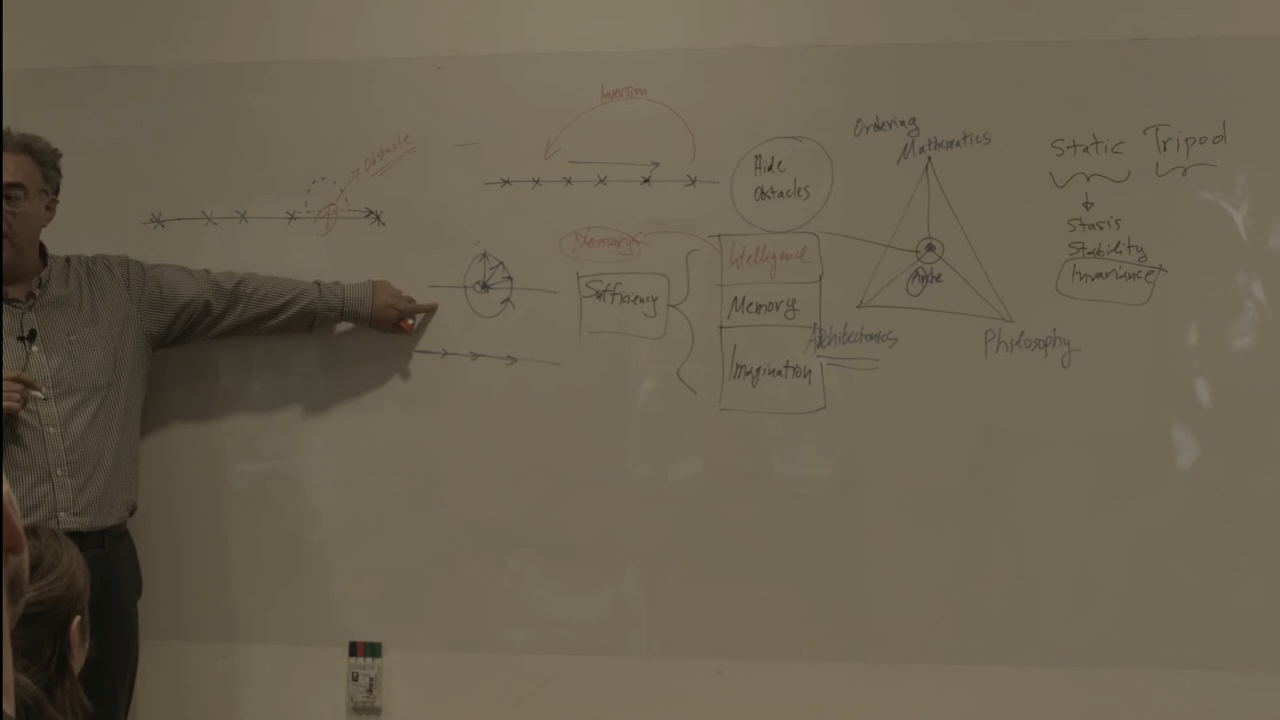 Obstacle
Inversion
Hide
Obstacles
Memory
Intelligence
Sufficiency
Memory
Imagination
Ordering
Mathematics
Arche
Architectonics
Philosophy
Static Tripod
Stasis
Stability
Invariance